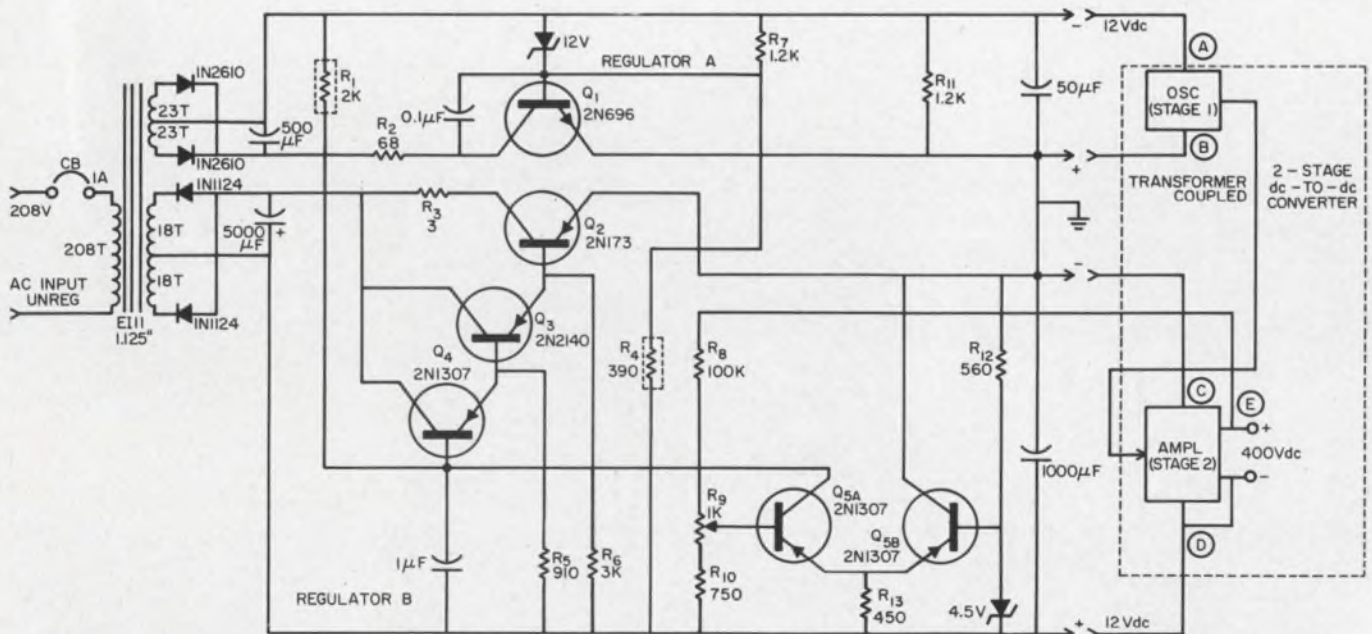 1N2610
23T
23T
1N2610
500
µF
CB
1A
208V
208T
AC INPUT
UNREG
EI11
1.125"
1N1124
18T
18T
1N1124
5000
µF
+
R1
2K
R2
68
0.1µF
12V
REGULATOR A
Q1
2N696
R3
3
Q2
2N173
Q3
2N2140
Q4
2N1307
1µF
REGULATOR B
R5
910
R6
3K
R4
390
R7
1.2K
R8
100K
R9
1K
R10
750
Q5A
2N1307
Q5B
2N1307
R13
450
R12
560
4.5V
R11
1.2K
50µF
1000µF
-
12Vdc
+
-
+
12Vdc
A
OSC
(STAGE 1)
B
TRANSFORMER
COUPLED
2-STAGE
dc-TO-dc
CONVERTER
C
E
AMPL
(STAGE 2)
+
400Vdc
-
D